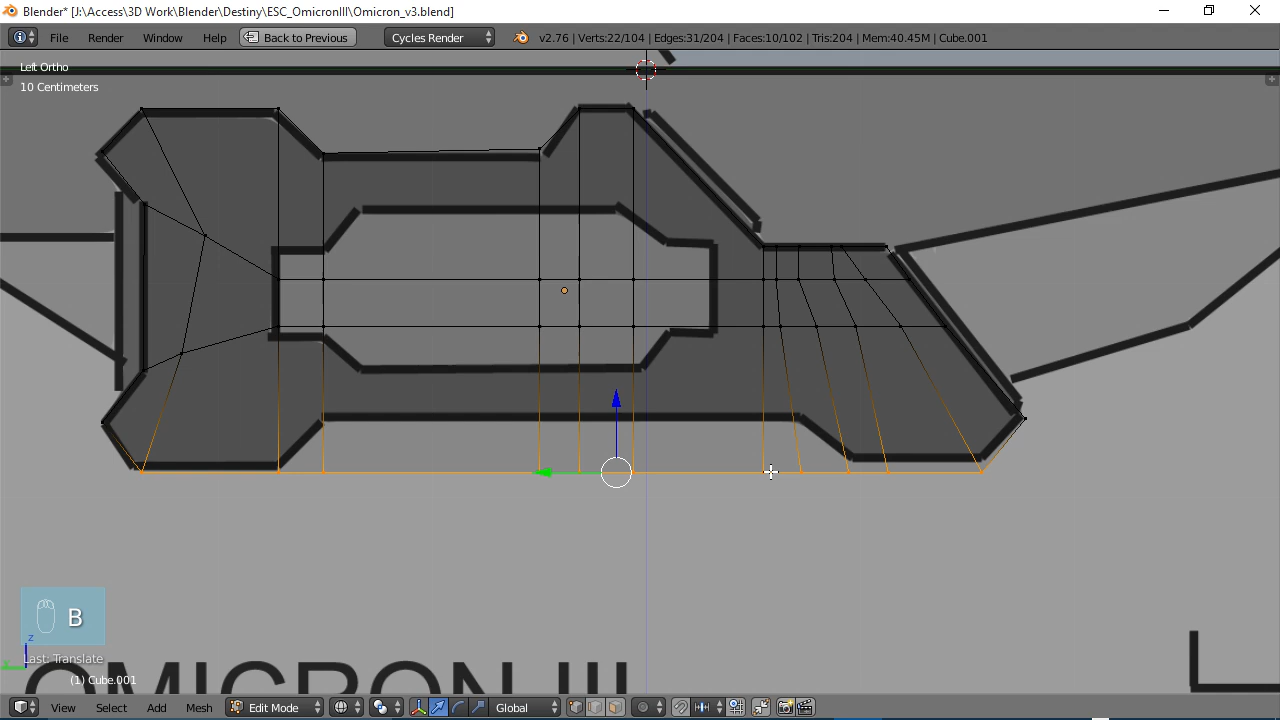 Blender* [J:\Access\3D Work\Blender\Destiny\ESC_OmicronIII\Omicron_v3.blend]
File Render Window Help Back to Previous Cycles Render v2.76 | Verts:22/104 | Edges:31/204 | Faces:10/102 | Tris:204 | Mem:40.45M | Cube.001
Left Ortho
10 Centimeters
B
z
Last: Translate
(1) Cube.001
OMICRON III
View Select Add Mesh Edit Mode Global